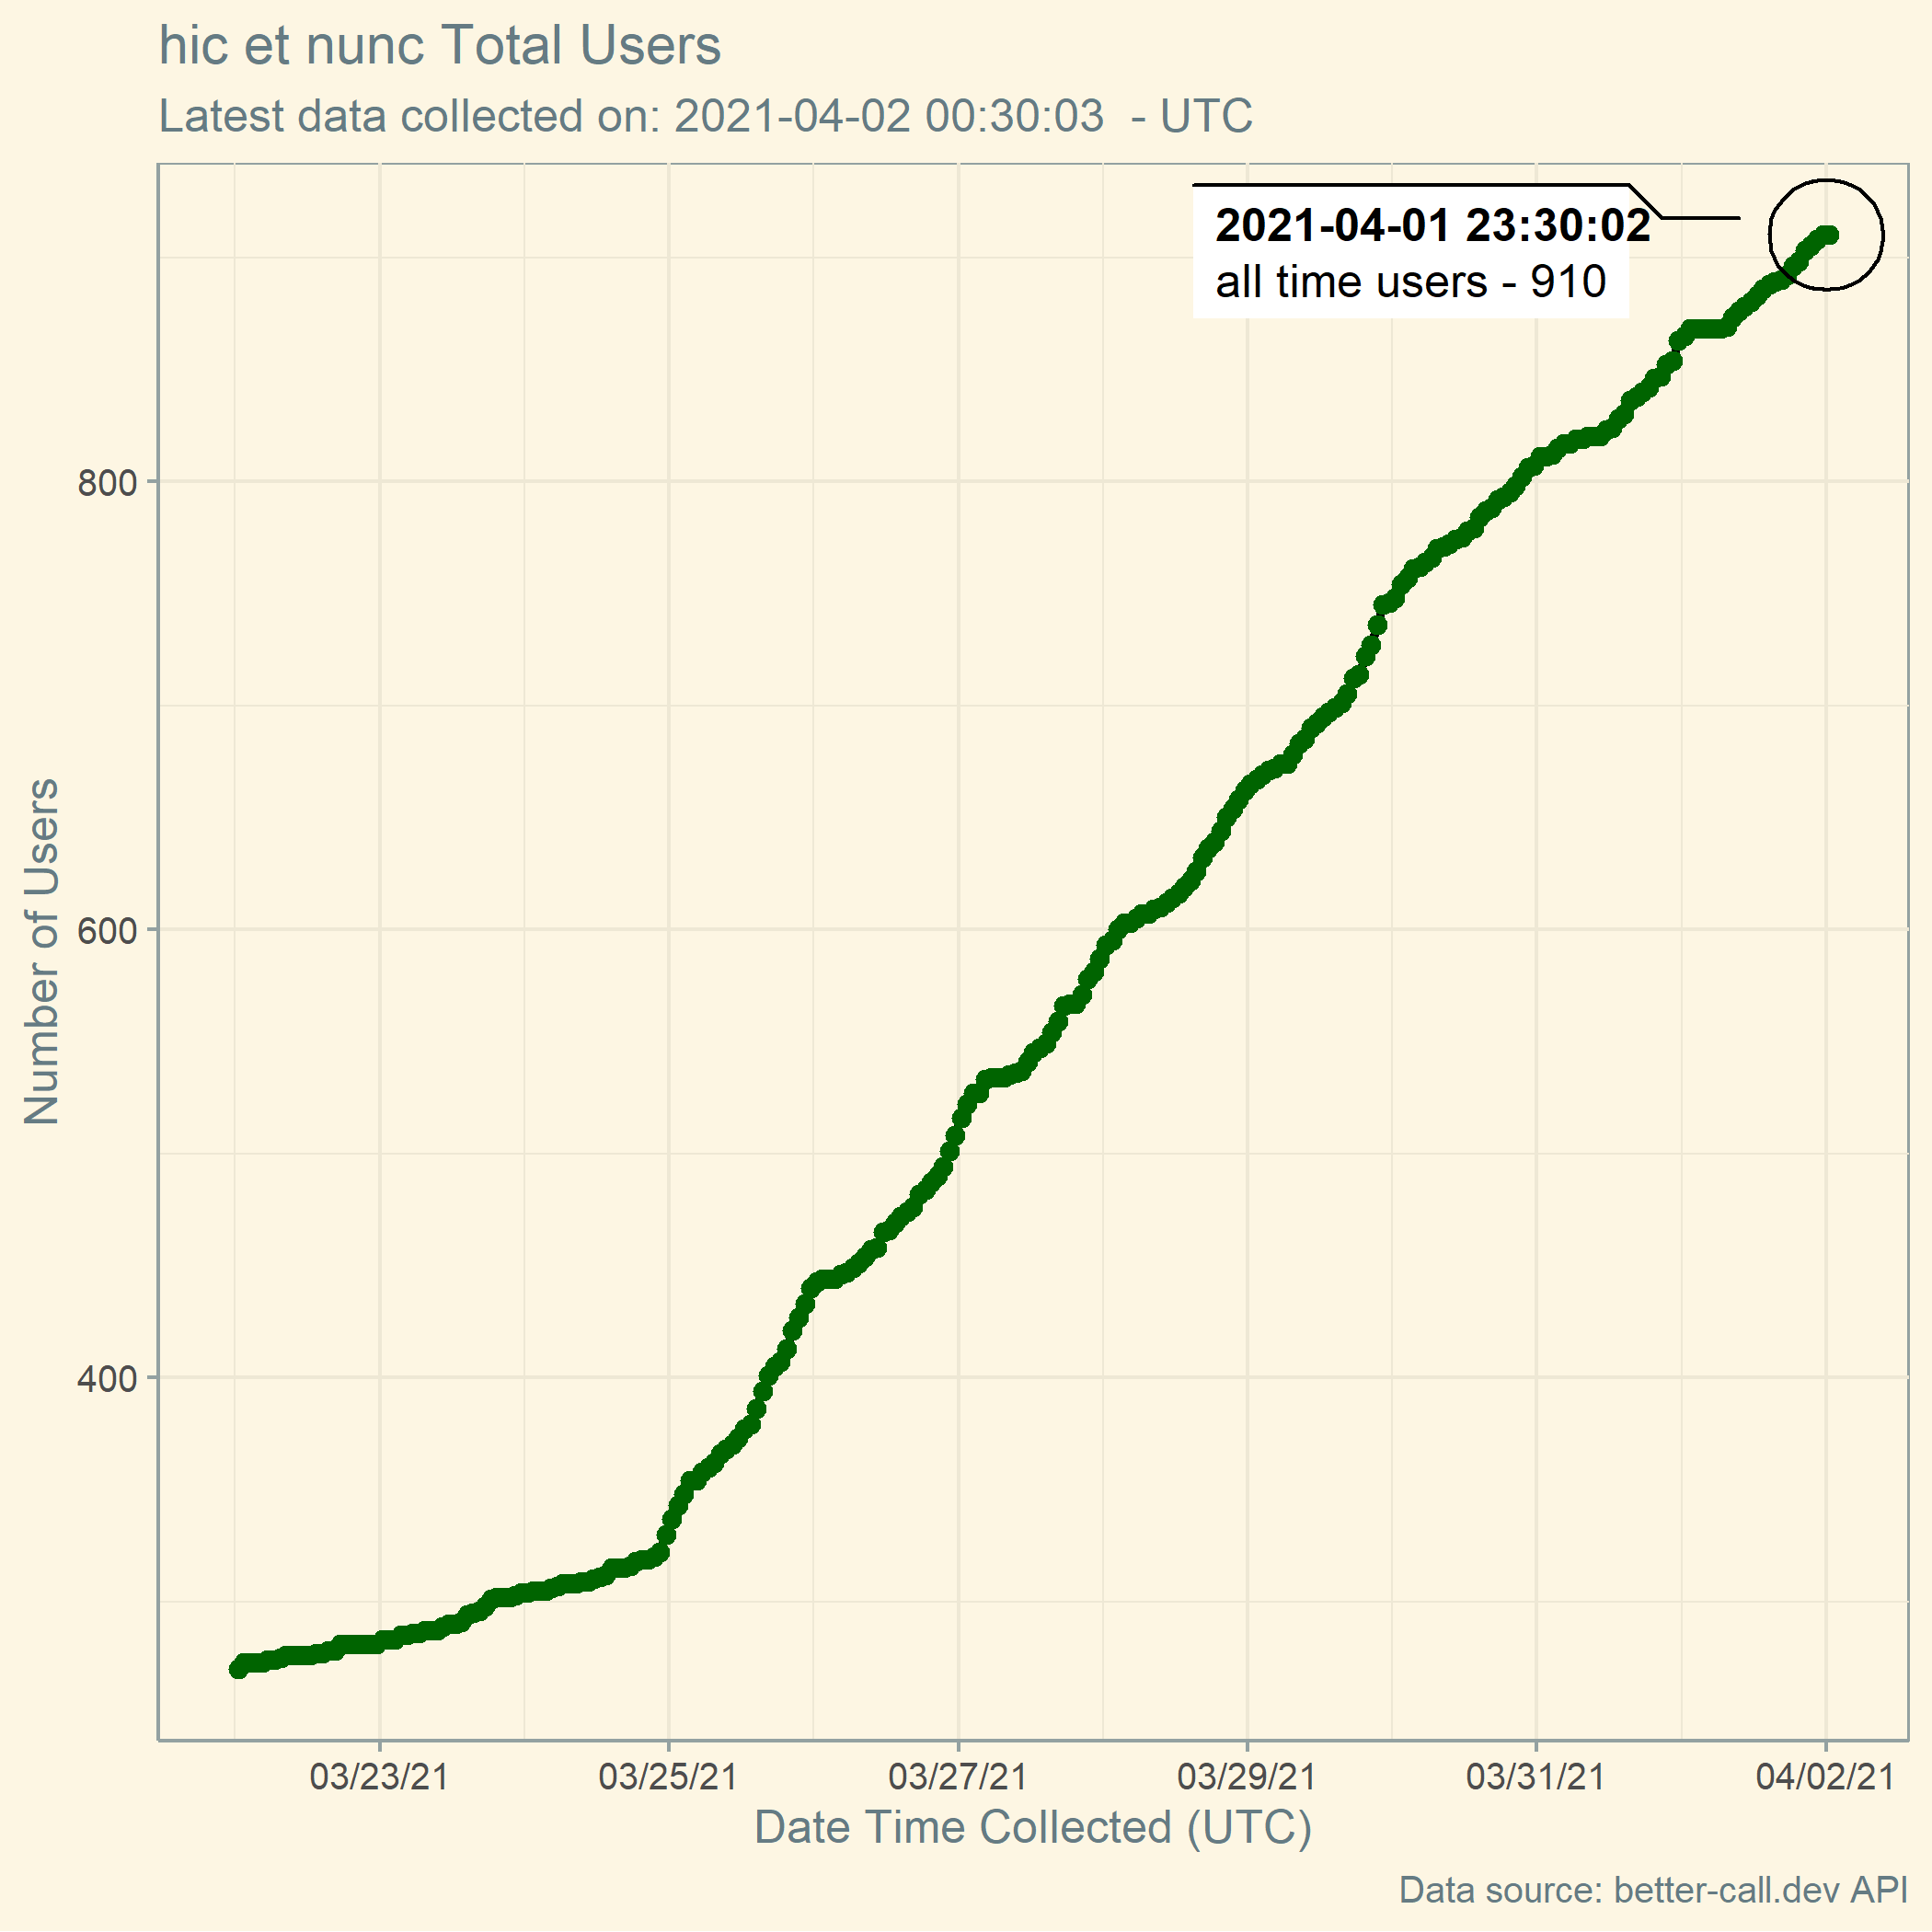 hic et nunc Total Users
Latest data collected on: 2021-04-02 00:30:03  - UTC
2021-04-01 23:30:02
all time users - 910
Number of Users
800
600
400
03/23/21
03/25/21
03/27/21
03/29/21
03/31/21
04/02/21
Date Time Collected (UTC)
Data source: better-call.dev API